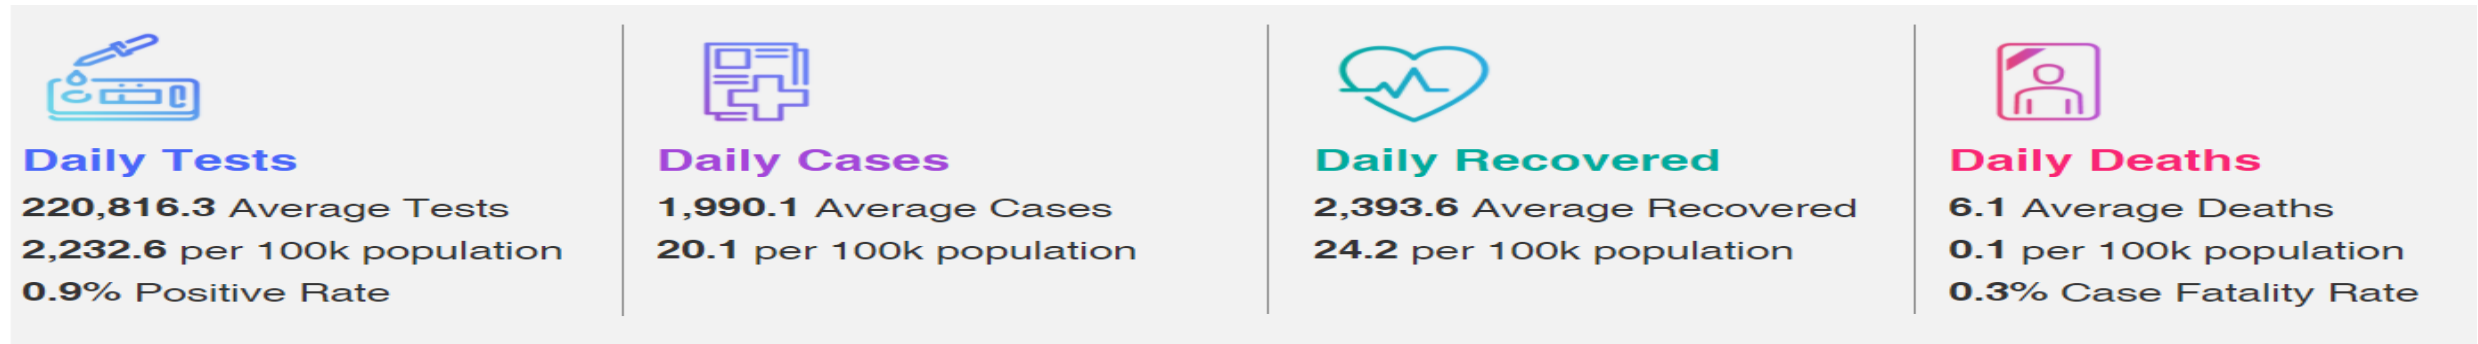 Daily Tests
220,816.3 Average Tests
2,232.6 per 100k population
0.9% Positive Rate
Daily Cases
1,990.1 Average Cases
20.1 per 100k population
Daily Recovered
2,393.6 Average Recovered
24.2 per 100k population
Daily Deaths
6.1 Average Deaths
0.1 per 100k population
0.3% Case Fatality Rate